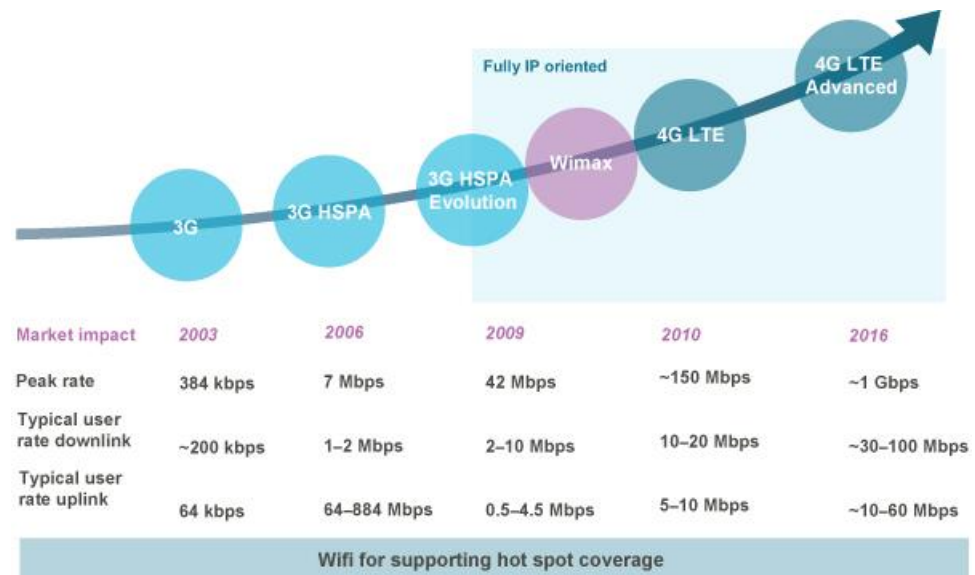 Fully IP oriented
3G
3G HSPA
3G HSPA
Evolution
Wimax
4G LTE
4G LTE
Advanced
Market impact 2003 2006 2009 2010 2016
Peak rate 384 kbps 7 Mbps 42 Mbps ~150 Mbps ~1 Gbps
Typical user
rate downlink ~200 kbps 1–2 Mbps 2–10 Mbps 10–20 Mbps ~30–100 Mbps
Typical user
rate uplink 64 kbps 64–884 Mbps 0.5–4.5 Mbps 5–10 Mbps ~10–60 Mbps
Wifi for supporting hot spot coverage